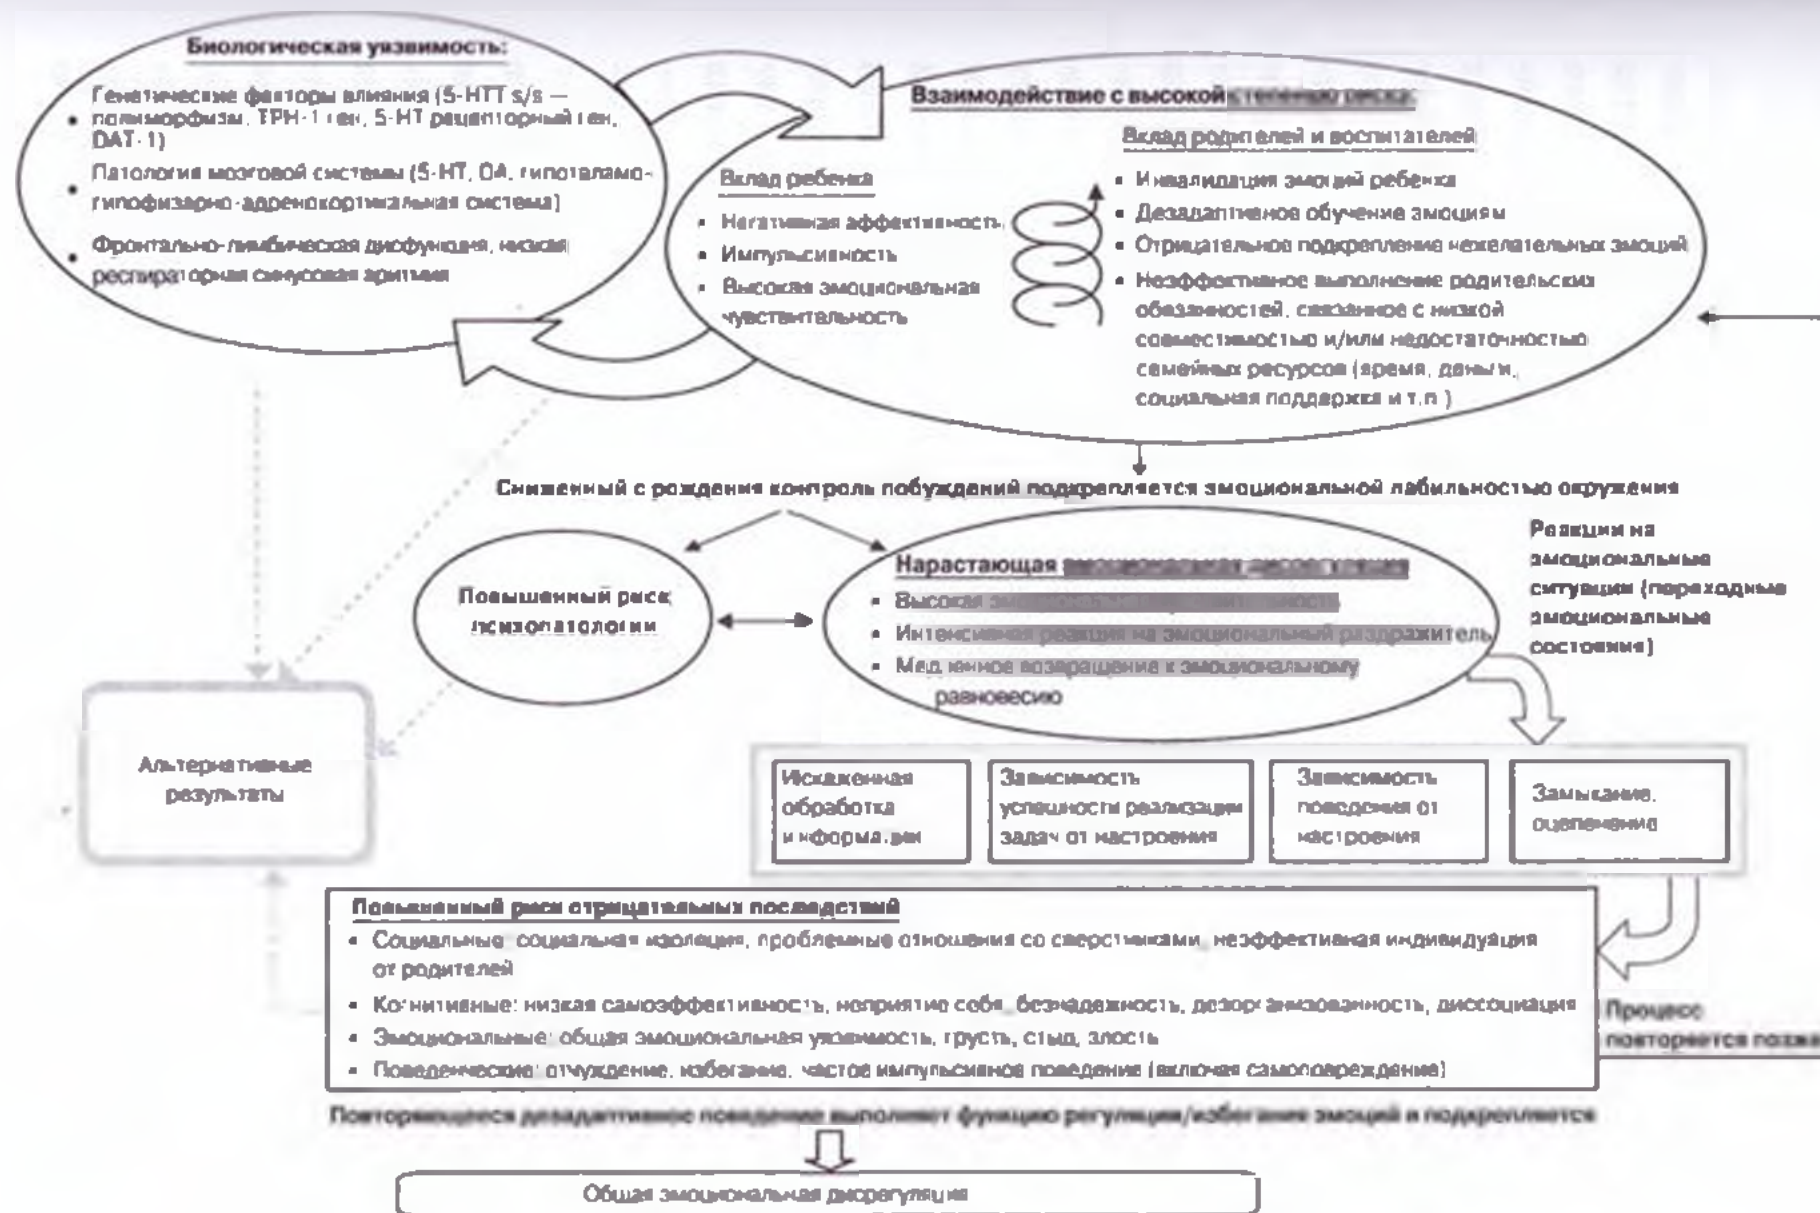 Биологическая уязвимость:
Генетические факторы влияния (5-HTT s/s —
полиморфизм, TPH-1 ген, 5-HT рецепторный ген,
DAT-1)
Патология мозговой системы (5-HT, DA, гипоталамо-
гипофизарно-адренокортикальная система)
Фронтально-лимбическая дисфункция, низкая
респираторная синусовая аритмия
Взаимодействие с высокой степенью риска:
Вклад ребенка
Негативная аффективность
Импульсивность
Высокая эмоциональная
чувствительность
Вклад родителей и воспитателей
Инвалидация эмоций ребенка
Дезадаптивное обучение эмоциям
Отрицательное подкрепление нежелательных эмоций
Неэффективное выполнение родительских
обязанностей, связанное с низкой
совместимостью и/или недостаточностью
семейных ресурсов (время, деньги,
социальная поддержка и т.п.)
Сниженный с рождения контроль побуждений подкрепляется эмоциональной лабильностью окружения
Повышенный риск
психопатологии
Нарастающая эмоциональная дисрегуляция
Высокая эмоциональная чувствительность
Интенсивная реакция на эмоциональный раздражитель
возвращение к эмоциональному
равновесию
Реакции на
эмоциональные
ситуации (переходные
эмоциональные
состояния)
Альтернативные
результаты
Искаженная
обработка
информации
Зависимость
успешности реализации
задач от настроения
Зависимость
поведения от
настроения
Замыкание,
оцепенение
Повышенный риск отрицательных последствий
Социальные: социальная изоляция, проблемные отношения со сверстниками, неэффективная индивидуация
от родителей
Когнитивные: низкая самоэффективность, неприятие себя, безнадежность, дезорганизованность, диссоциация
Эмоциональные: общая эмоциональная уязвимость, грусть, стыд, злость
Поведенческие: отчуждение, избегание, частое импульсивное поведение (включая самоповреждение)
Процесс
повторяется позже
Повторяющееся дезадаптивное поведение выполняет функцию регуляции/избегания эмоций и подкрепляется
Общая эмоциональная дисрегуляция